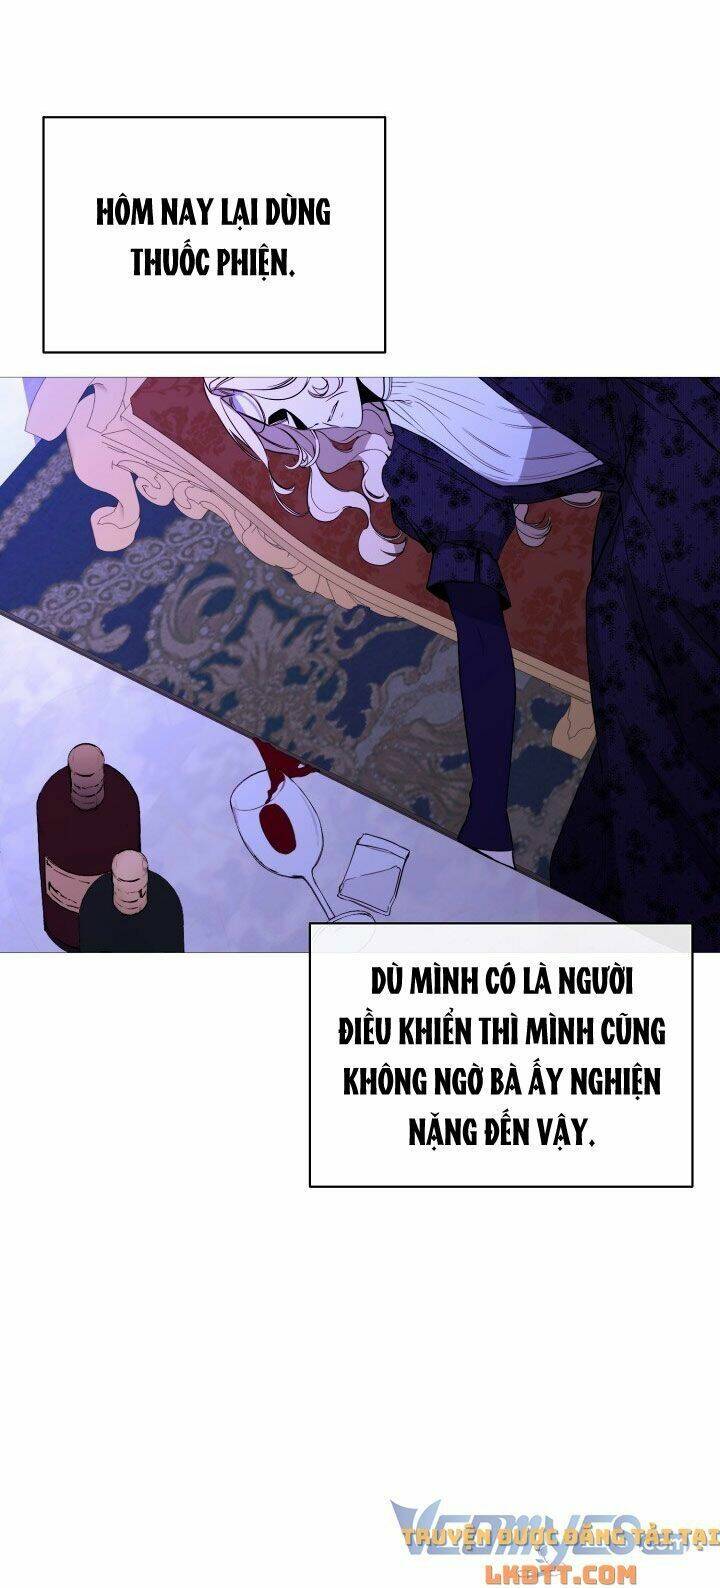 HÔM NAY LẠI DÙNG
THUỐC PHIỆN.
DÙ MÌNH CÓ LÀ NGƯỜI
ĐIỀU KHIỂN THÌ MÌNH CŨNG
KHÔNG NGỜ BÀ ẤY NGHIỆN
NẶNG ĐẾN VẬY.
TRUYỆN ĐƯỢC ĐĂNG TẢI TẠI
LKDTT.COM